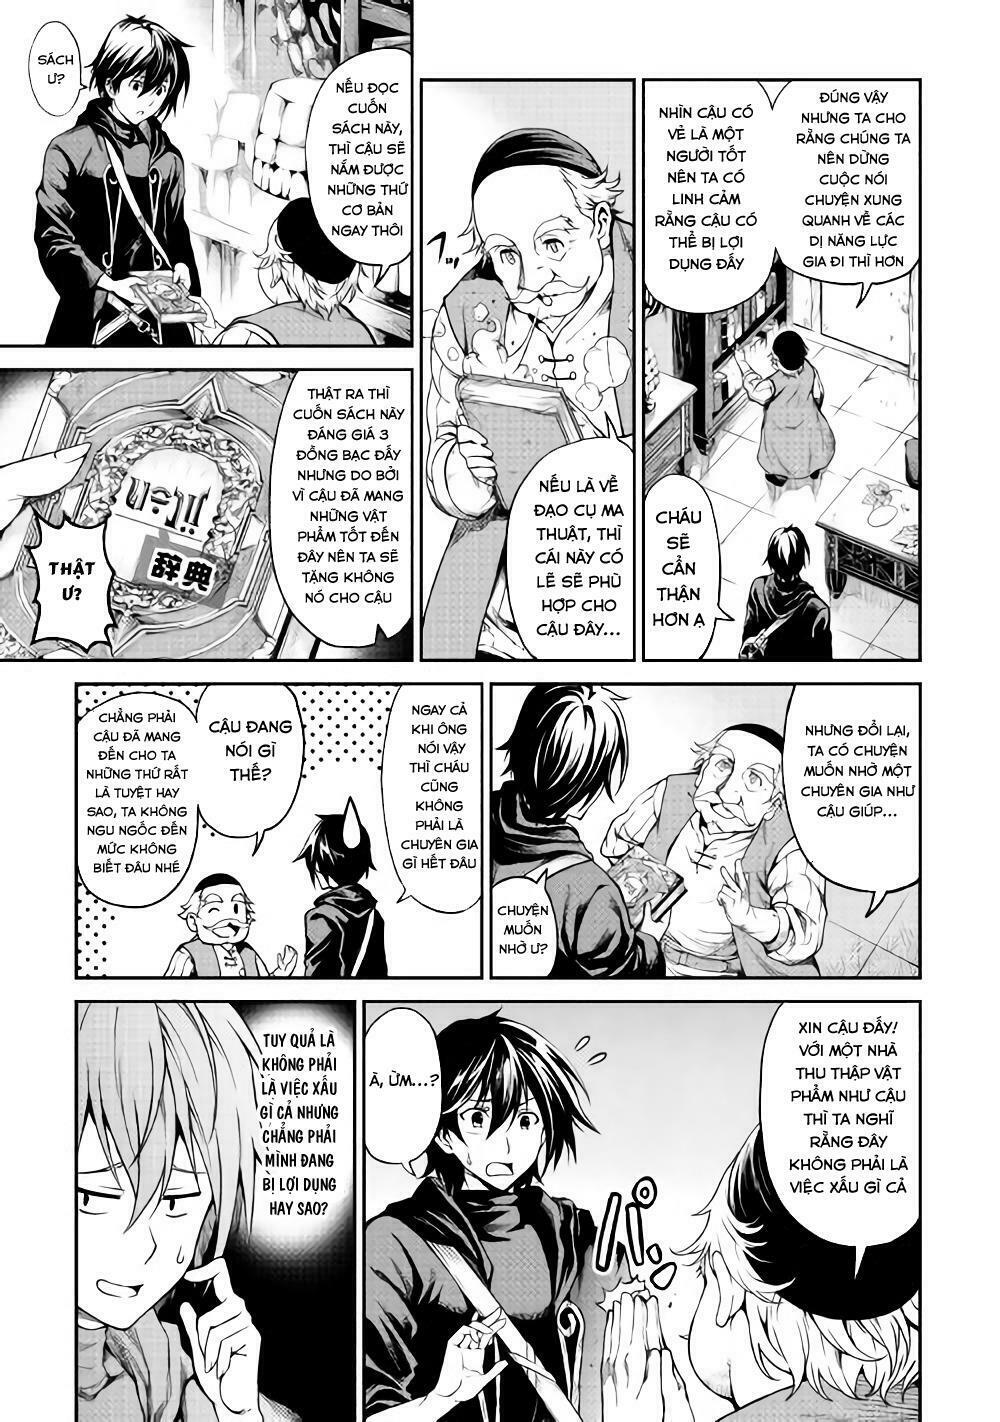 ĐÚNG VẬY
NHƯNG TA CHO
RẰNG CHÚNG TA
NÊN DỪNG
CUỘC NÓI
CHUYỆN XUNG
QUANH VỀ CÁC
DỊ NĂNG LỰC
GIA ĐI THÌ HƠN
NHÌN CẬU CÓ
VẺ LÀ MỘT
NGƯỜI TỐT
NÊN TA CÓ
LINH CẢM
RẰNG CẬU CÓ
THỂ BỊ LỢI
DỤNG ĐẤY
CHÁU
SẼ
CẨN
THẬN
HƠN Ạ
NẾU LÀ VỀ
ĐẠO CỤ MA
THUẬT, THÌ
CÁI NÀY CÓ
LẼ SẼ PHÙ
HỢP CHO
CẬU ĐÂY...
NẾU ĐỌC
CUỐN
SÁCH NÀY,
THÌ CẬU SẼ
NẮM ĐƯỢC
NHỮNG THỨ
CƠ BẢN
NGAY THÔI
SÁCH
Ư?
THẬT RA THÌ
CUỐN SÁCH NÀY
ĐÁNG GIÁ 3
ĐỒNG BẠC ĐẤY
NHƯNG DO BỞI
VÌ CẬU ĐÃ MANG
NHỮNG VẬT
PHẨM TỐT ĐẾN
ĐÂY NÊN TA SẼ
TẶNG KHÔNG
NÓ CHO CẬU
辞典
THẬT
Ư?
NHƯNG ĐỔI LẠI,
TA CÓ CHUYỆN
MUỐN NHỜ MỘT
CHUYÊN GIA NHƯ
CẬU GIÚP...
CHUYỆN
MUỐN
NHỜ Ư?
NGAY CẢ
KHI ÔNG
NÓI VẬY
THÌ CHÁU
CŨNG
KHÔNG
PHẢI LÀ
CHUYÊN GIA
GÌ HẾT ĐÂU
CẬU ĐANG
NÓI GÌ
THẾ?
CHẲNG PHẢI
CẬU ĐÃ MANG
ĐẾN CHO TA
NHỮNG THỨ RẤT
LÀ TUYỆT HAY
SAO, TA KHÔNG
NGU NGỐC ĐẾN
MỨC KHÔNG
BIẾT ĐÂU NHÉ
XIN CẬU ĐẤY!
VỚI MỘT NHÀ
THU THẬP VẬT
PHẨM NHƯ CẬU
THÌ TA NGHĨ
RẰNG ĐÂY
KHÔNG PHẢI LÀ
VIỆC XẤU GÌ CẢ
パン
À, ỪM...?
TUY QUẢ LÀ
KHÔNG PHẢI
LÀ VIỆC XẤU
GÌ CẢ NHƯNG
CHẲNG PHẢI
MÌNH ĐANG
BỊ LỢI DỤNG
HAY SAO?